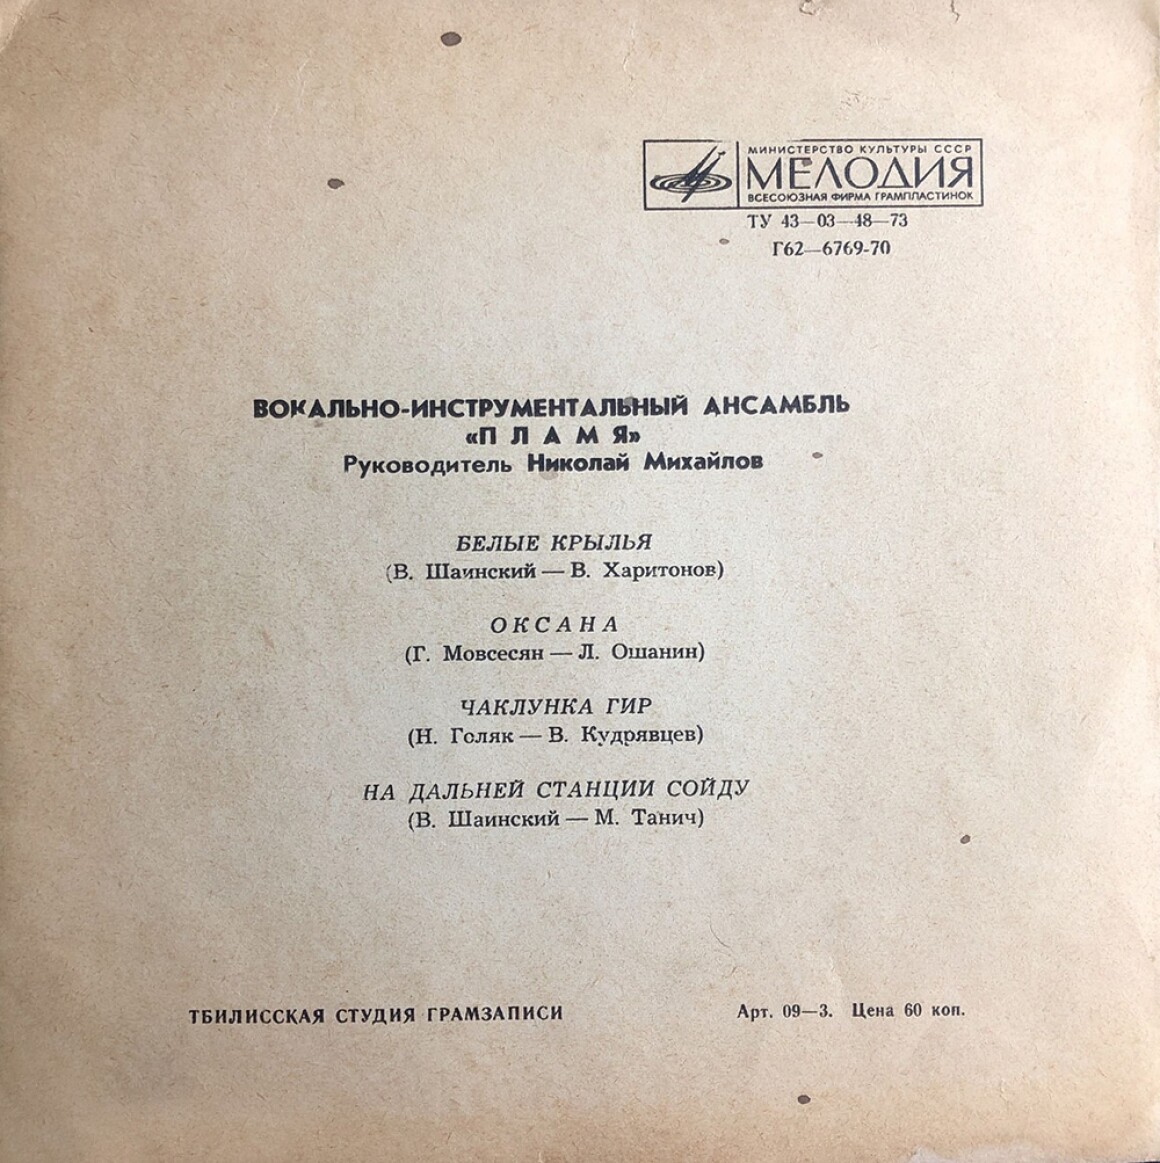 МИНИСТЕРСТВО КУЛЬТУРЫ СССР
МЕЛОДИЯ
ВСЕСОЮЗНАЯ ФИРМА ГРАМПЛАСТИНОК
ТУ 43—03—48—73
Г62—6769-70
ВОКАЛЬНО-ИНСТРУМЕНТАЛЬНЫЙ АНСАМБЛЬ
«П Л А М Я»
Руководитель Николай Михайлов
БЕЛЫЕ КРЫЛЬЯ
(В. Шаинский — В. Харитонов)
ОКСАНА
(Г. Мовсесян — Л. Ошанин)
ЧАКЛУНКА ГИР
(Н. Голяк — В. Кудрявцев)
НА ДАЛЬНЕЙ СТАНЦИИ СОЙДУ
(В. Шаинский — М. Танич)
ТБИЛИССКАЯ СТУДИЯ ГРАМЗАПИСИ
Арт. 09—3. Цена 60 коп.